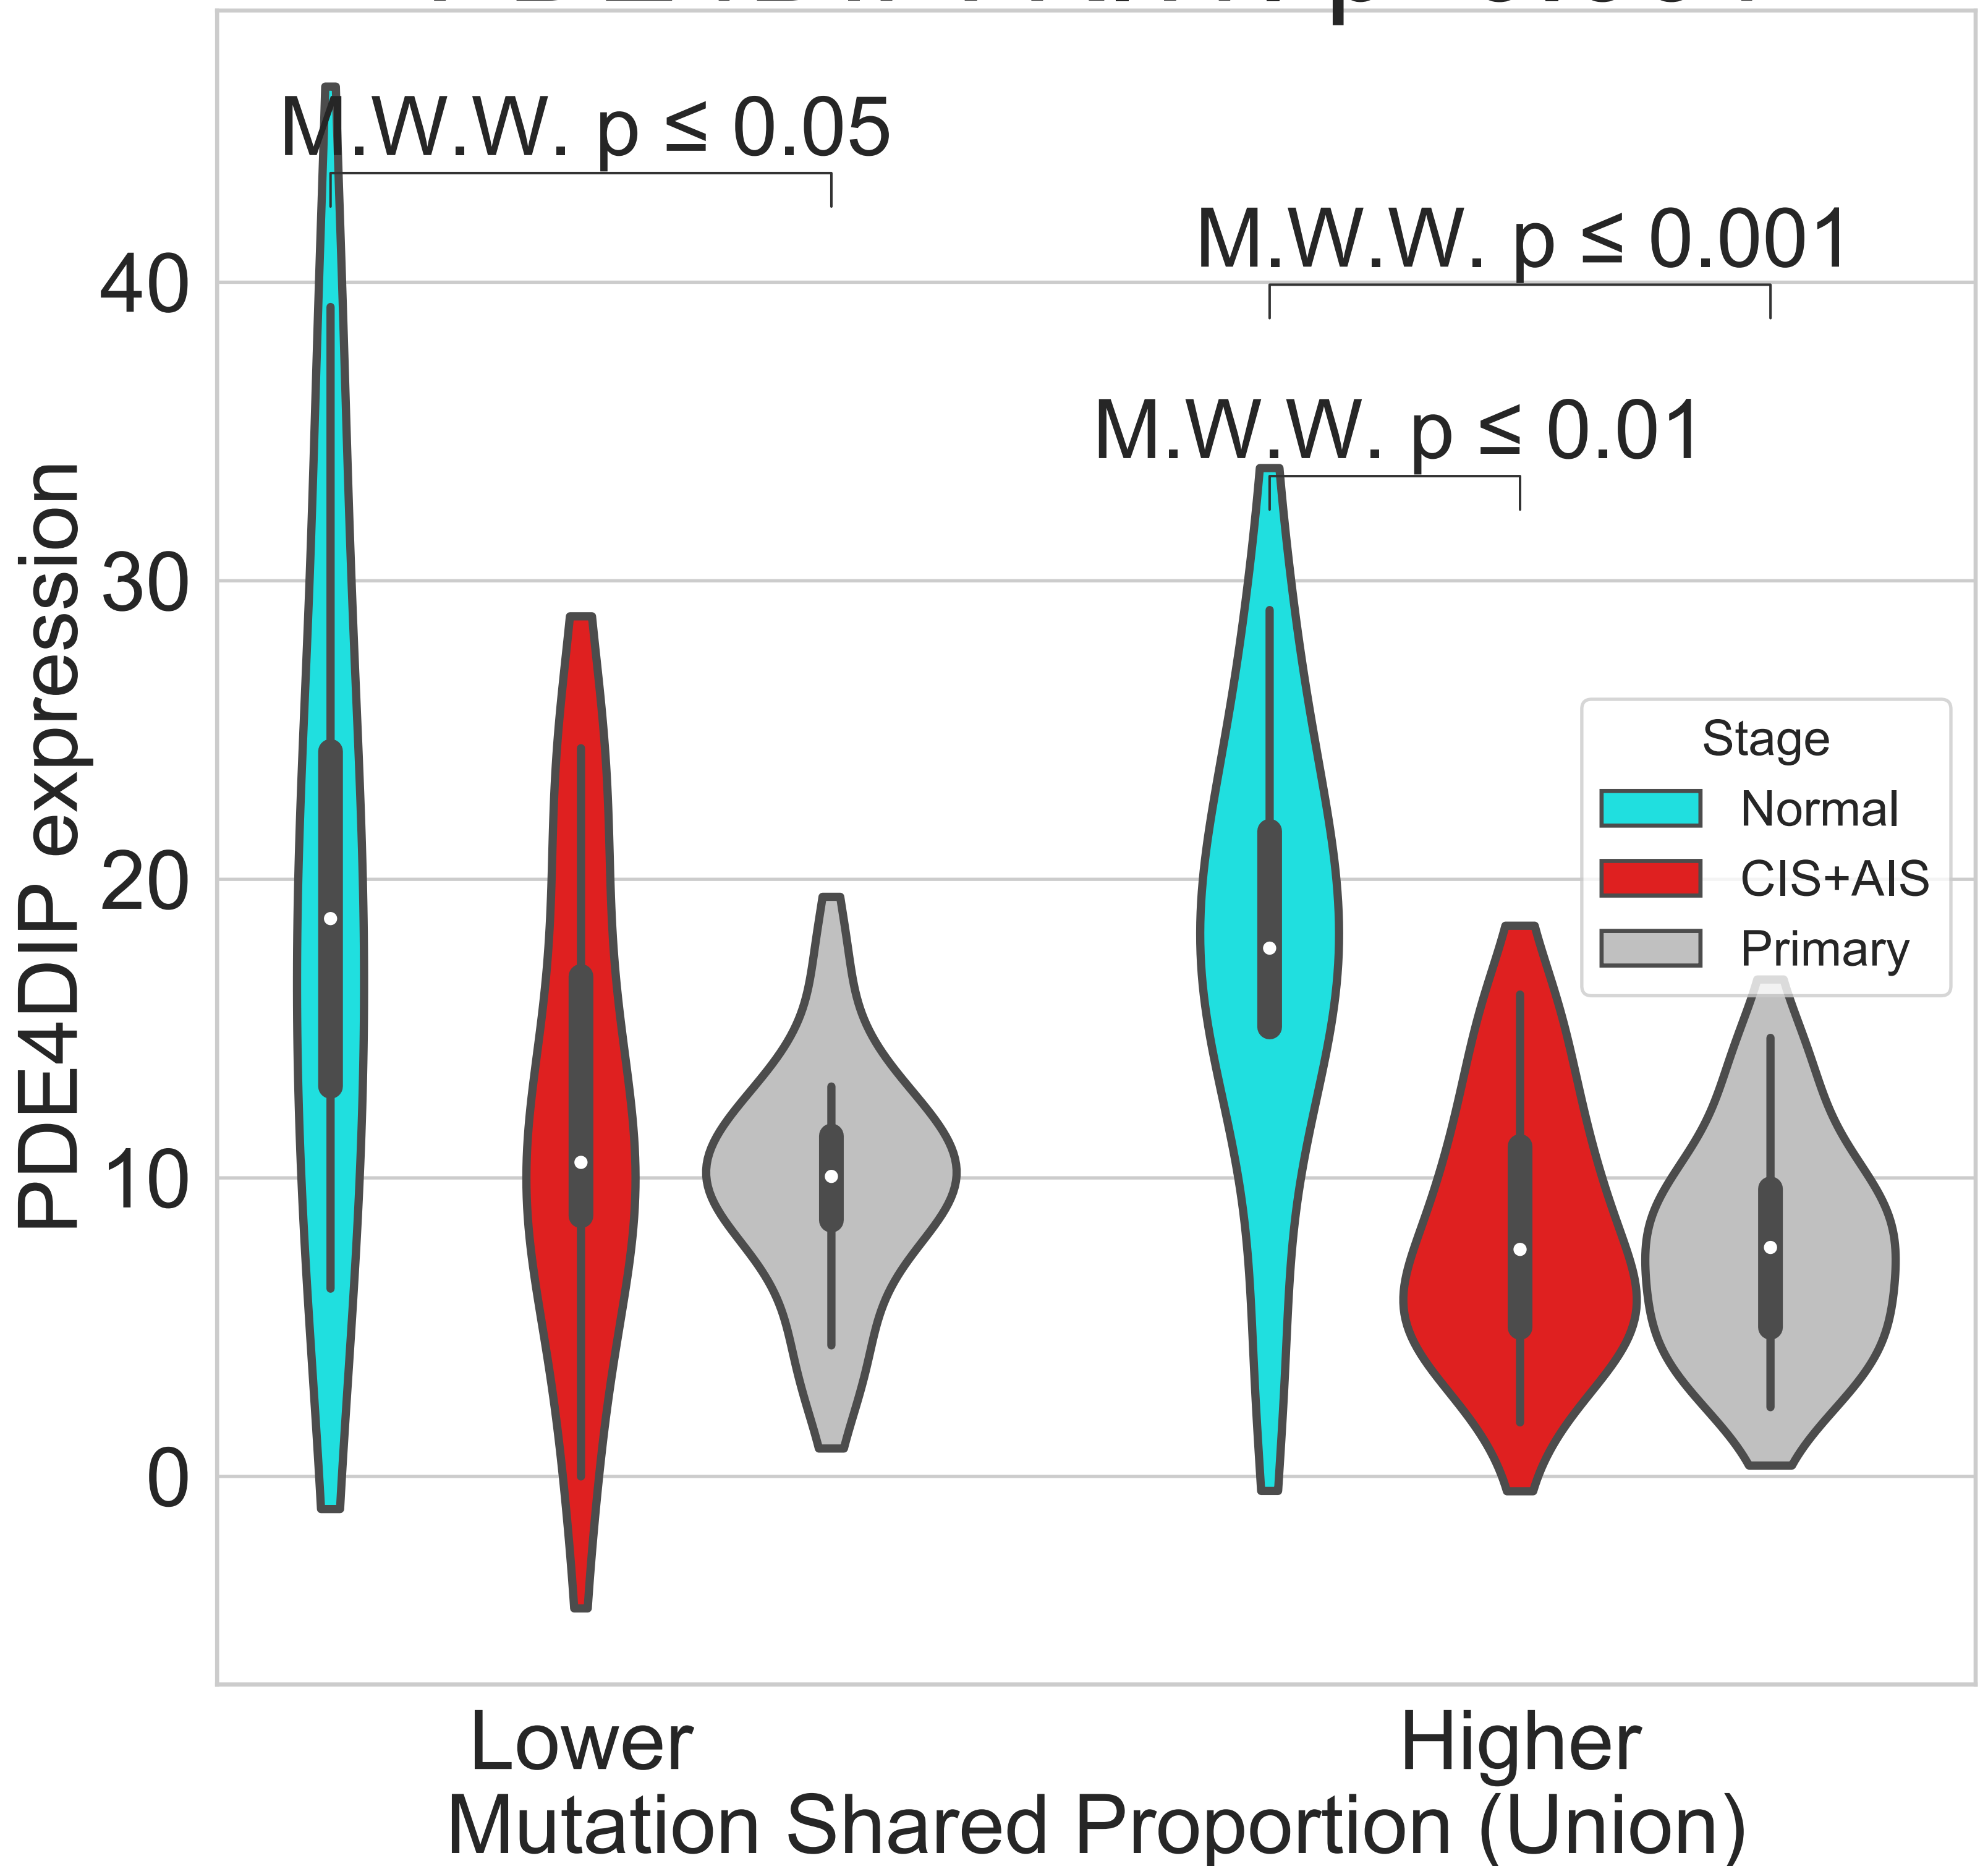 M.W.W. p ≤ 0.05
M.W.W. p ≤ 0.001
M.W.W. p ≤ 0.01
40
30
20
10
0
PDE4DIP expression
Stage
Normal
CIS+AIS
Primary
Lower
Higher
Mutation Shared Proportion (Union)